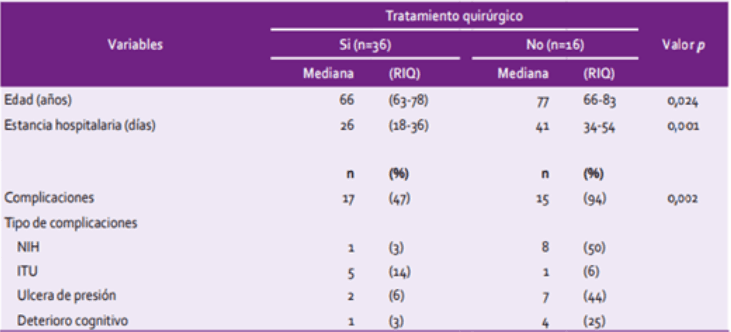 Tratamiento quirúrgico
Variables Si (n=36) No (n=16) Valor p
Mediana (RIQ) Mediana (RIQ)
Edad (años) 66 (63-78) 77 66-83 0,024
Estancia hospitalaria (días) 26 (18-36) 41 34-54 0,001
n (%) n (%)
Complicaciones 17 (47) 15 (94) 0,002
Tipo de complicaciones
NIH 1 (3) 8 (50)
ITU 5 (14) 1 (6)
Ulcera de presión 2 (6) 7 (44)
Deterioro cognitivo 1 (3) 4 (25)